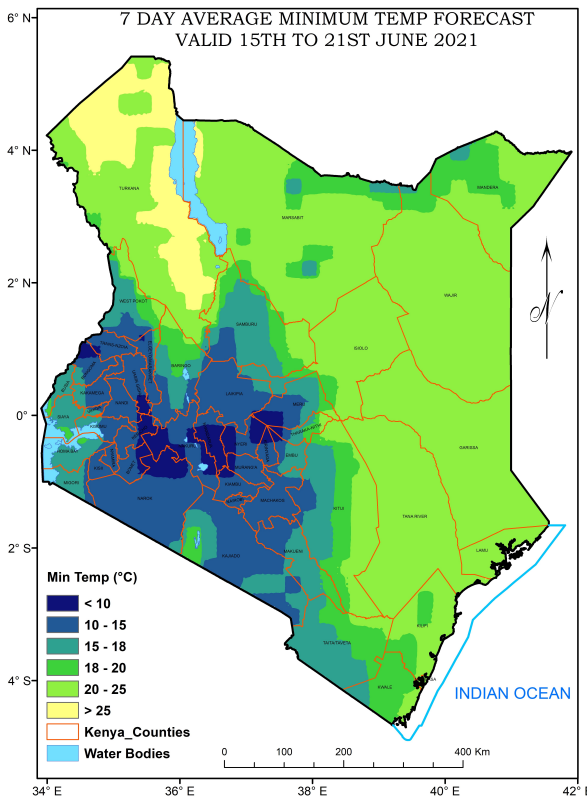 7 DAY AVERAGE MINIMUM TEMP FORECAST
VALID 15TH TO 21ST JUNE 2021
6° N
4° N
2° N
0°
2° S
4° S
TURKANA
MARSABIT
MANDERA
WAJIR
WEST POKOT
SAMBURU
ISIOLO
BARINGO
LAIKIPIA
MERU
KAKAMEGA
NANDI
SIAYA
KISUMU
HOMA BAY
KISII
MIGORI
NAROK
EMBU
KIAMBU
MACHAKOS
KITUI
GARISSA
TANA RIVER
LAMU
MAKUENI
KAJIADO
KILIFI
TAITA TAVETA
KWALE
N
INDIAN OCEAN
Min Temp (°C)
< 10
10 - 15
15 - 18
18 - 20
20 - 25
> 25
Kenya_Counties
Water Bodies
0 100 200 400 Km
34° E 36° E 38° E 40° E 42°